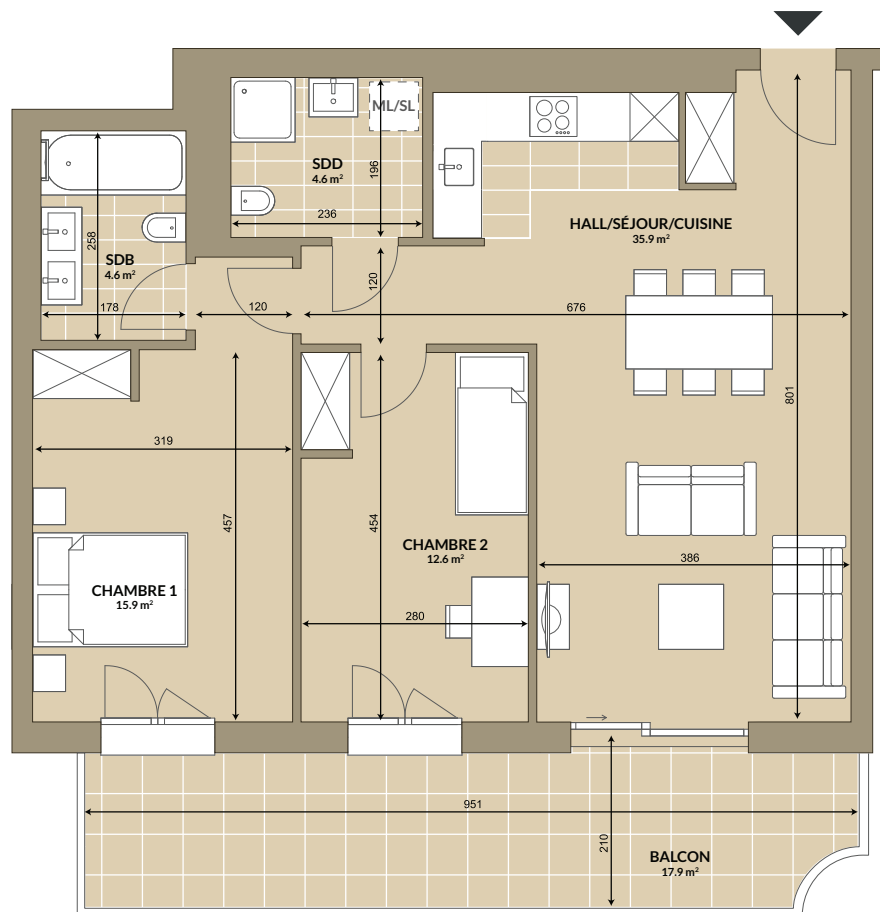 ML/SL
SDD
4.6 m²
196
236
HALL/SÉJOUR/CUISINE
35.9 m²
258
SDB
4.6 m²
178
120
120
676
801
319
457
454
CHAMBRE 2
12.6 m²
386
CHAMBRE 1
15.9 m²
280
951
210
BALCON
17.9 m²